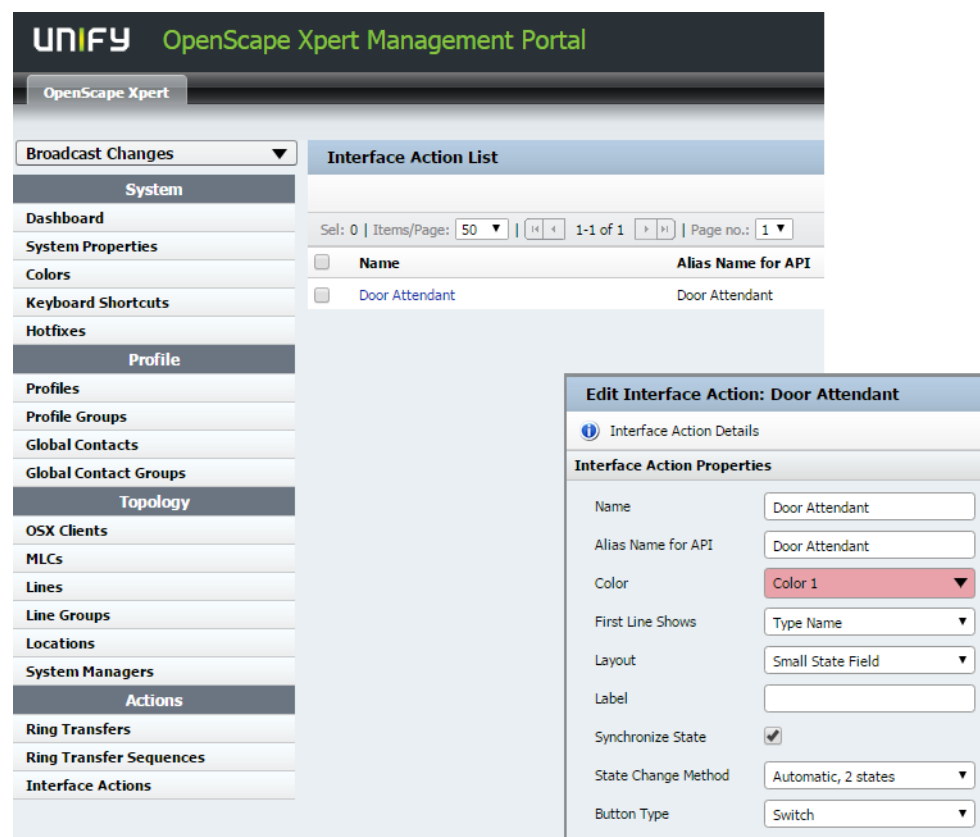 UNIFY OpenScape Xpert Management Portal
OpenScape Xpert
Broadcast Changes
System
Dashboard
System Properties
Colors
Keyboard Shortcuts
Hotfixes
Profile
Profiles
Profile Groups
Global Contacts
Global Contact Groups
Topology
OSX Clients
MLCs
Lines
Line Groups
Locations
System Managers
Actions
Ring Transfers
Ring Transfer Sequences
Interface Actions
Interface Action List
Sel: 0 | Items/Page: 50 | 1-1 of 1 | Page no.: 1
Name Alias Name for API
Door Attendant Door Attendant
Edit Interface Action: Door Attendant
Interface Action Details
Interface Action Properties
Name Door Attendant
Alias Name for API Door Attendant
Color Color 1
First Line Shows Type Name
Layout Small State Field
Label
Synchronize State
State Change Method Automatic, 2 states
Button Type Switch